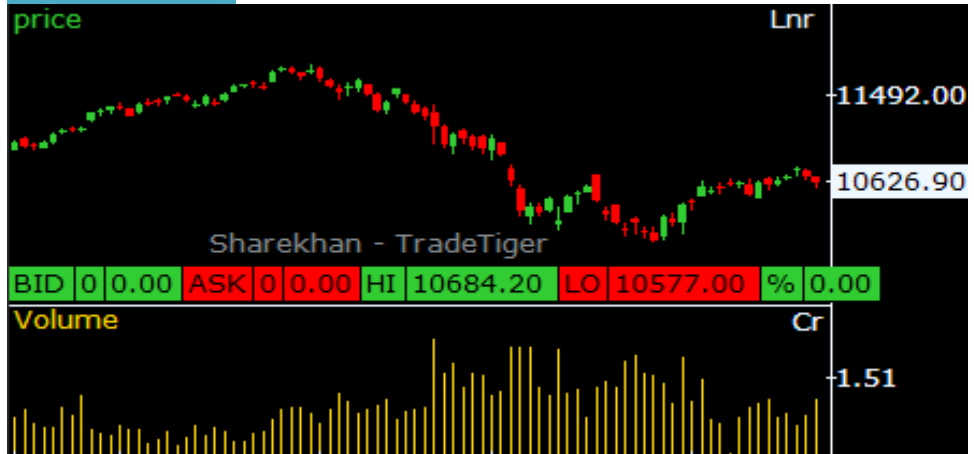 price Lnr
11492.00
10626.90
Sharekhan - TradeTiger
BID 0 0.00 ASK 0 0.00 HI 10684.20 LO 10577.00 % 0.00
Volume Cr
1.51